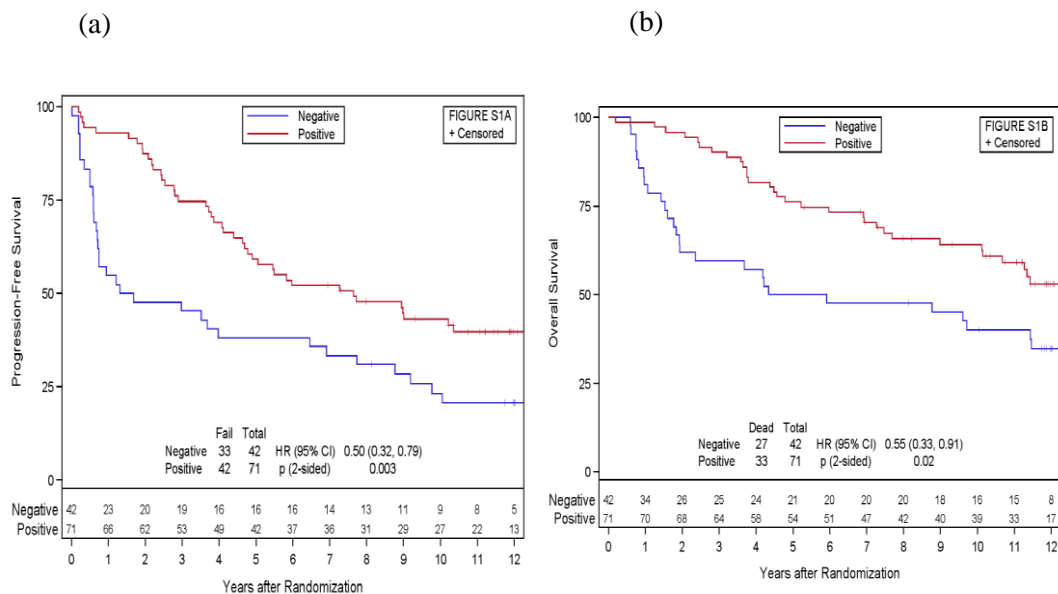 (a)
Progression-Free Survival
100
75
50
25
0
Negative
Positive
FIGURE S1A
+ Censored
Fail Total
Negative 33 42 HR (95% CI) 0.50 (0.32, 0.79)
Positive 42 71 p (2-sided) 0.003
Negative 42 23 20 19 16 16 16 14 13 11 9 8 5
Positive 71 66 62 53 49 42 37 36 31 29 27 22 13
0 1 2 3 4 5 6 7 8 9 10 11 12
Years after Randomization
(b)
Overall Survival
100
75
50
25
0
Negative
Positive
FIGURE S1B
+ Censored
Dead Total
Negative 27 42 HR (95% CI) 0.55 (0.33, 0.91)
Positive 33 71 p (2-sided) 0.02
Negative 42 34 26 25 24 21 20 20 20 18 16 15 8
Positive 71 70 68 64 58 54 51 47 42 40 39 33 17
0 1 2 3 4 5 6 7 8 9 10 11 12
Years after Randomization